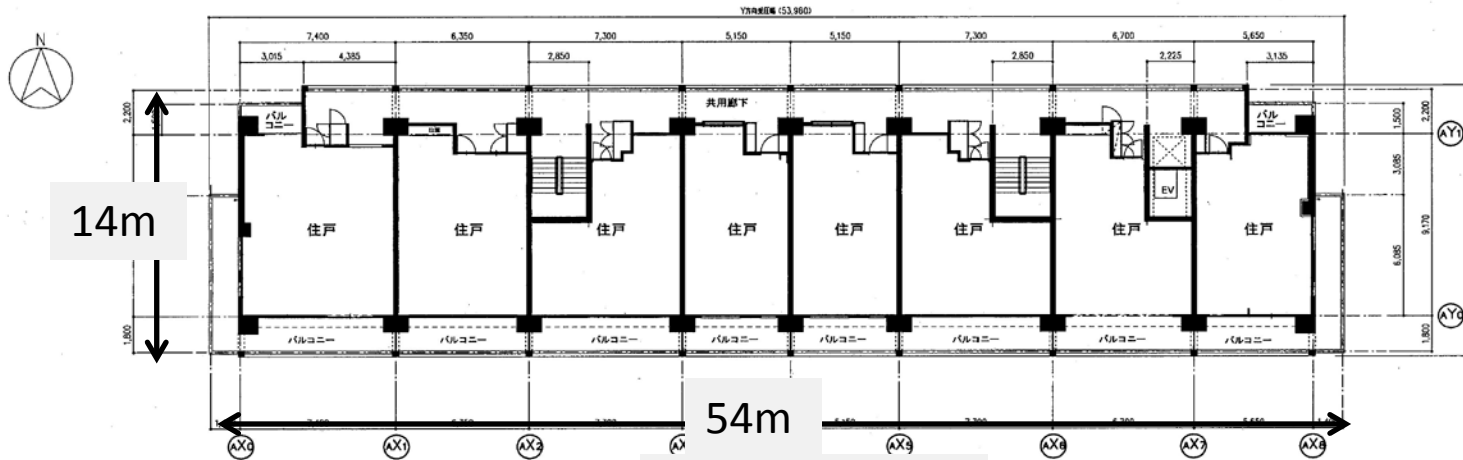 Y方向受圧幅 (53,960)
N
7,400 6,350 7,300 5,150 5,150 7,300 6,700 5,650
3,015 4,385 2,850 2,850 2,225 3,135
2,200
共用廊下
バル
コニー
バル
コニー
1,500
2,200
AY1
3,085
EV
14m
住戸 住戸 住戸 住戸 住戸 住戸 住戸 住戸
9,170
6,085
AY0
1,800
バルコニー バルコニー バルコニー バルコニー バルコニー バルコニー バルコニー バルコニー
1,800
54m
AX0 AX1 AX2 AX5 AX6 AX7 AX8